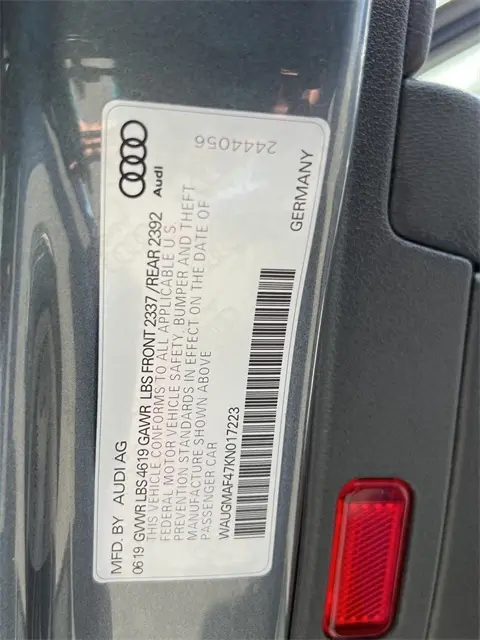 MFD. BY AUDI AG
0619 GVWR LBS 4619 GAWR LBS FRONT 2337 / REAR 2392
THIS VEHICLE CONFORMS TO ALL APPLICABLE U.S.
FEDERAL MOTOR VEHICLE SAFETY, BUMPER AND THEFT
PREVENTION STANDARDS IN EFFECT ON THE DATE OF
MANUFACTURE SHOWN ABOVE
PASSENGER CAR
WAUGMAF47KN017223
Audi
2444056
GERMANY